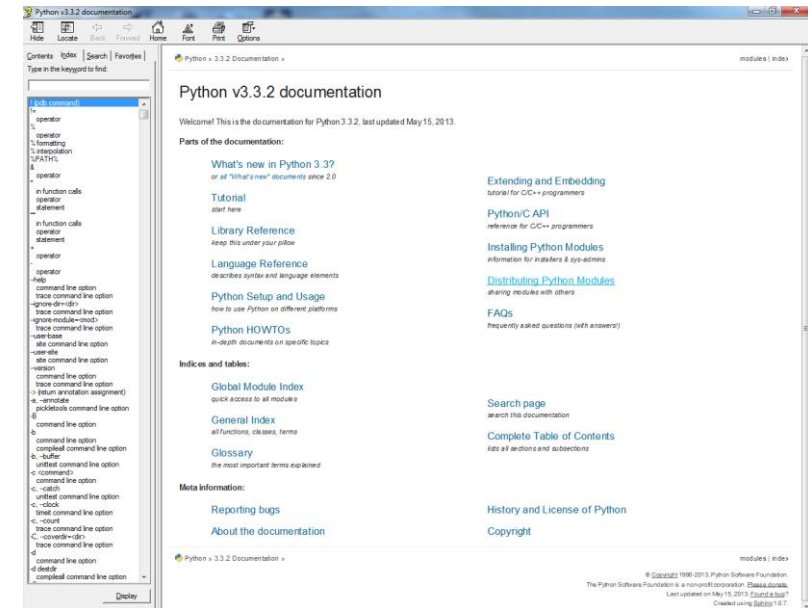 Python v3.3.2 documentation
Hide Locate Back Forward Home Font Print Options
Contents Index Search Favorites
Type in the keyword to find:
! (pdb command)
!=
operator
%
operator
% formatting
% interpolation
%PATH%
&
operator
*
in function calls
operator
statement
**
in function calls
operator
statement
+
operator
-
operator
--help
command line option
trace command line option
--ignore-dir=<dir>
trace command line option
--ignore-module=<mod>
trace command line option
--user-base
site command line option
--user-site
site command line option
--version
command line option
trace command line option
-> (return annotation assignment)
-a, --annotate
pickletools command line option
-B
command line option
-b
command line option
compileall command line option
-b, --buffer
unittest command line option
-c <command>
command line option
-c, --catch
unittest command line option
-c, --clock
timeit command line option
-c, --count
trace command line option
-C, --coverdir=<dir>
trace command line option
-d
command line option
-d destdir
compileall command line option
Display
Python » 3.3.2 Documentation »
modules | index
Python v3.3.2 documentation
Welcome! This is the documentation for Python 3.3.2, last updated May 15, 2013.
Parts of the documentation:
What's new in Python 3.3?
or all "What's new" documents since 2.0
Tutorial
start here
Library Reference
keep this under your pillow
Language Reference
describes syntax and language elements
Python Setup and Usage
how to use Python on different platforms
Python HOWTOs
in-depth documents on specific topics
Extending and Embedding
tutorial for C/C++ programmers
Python/C API
reference for C/C++ programmers
Installing Python Modules
information for installers & sys-admins
Distributing Python Modules
sharing modules with others
FAQs
frequently asked questions (with answers!)
Indices and tables:
Global Module Index
quick access to all modules
General Index
all functions, classes, terms
Glossary
the most important terms explained
Search page
search this documentation
Complete Table of Contents
lists all sections and subsections
Meta information:
Reporting bugs
About the documentation
History and License of Python
Copyright
Python » 3.3.2 Documentation »
modules | index
© Copyright 1990-2013, Python Software Foundation.
The Python Software Foundation is a non-profit corporation. Please donate.
Last updated on May 15, 2013. Found a bug?
Created using Sphinx 1.0.7.